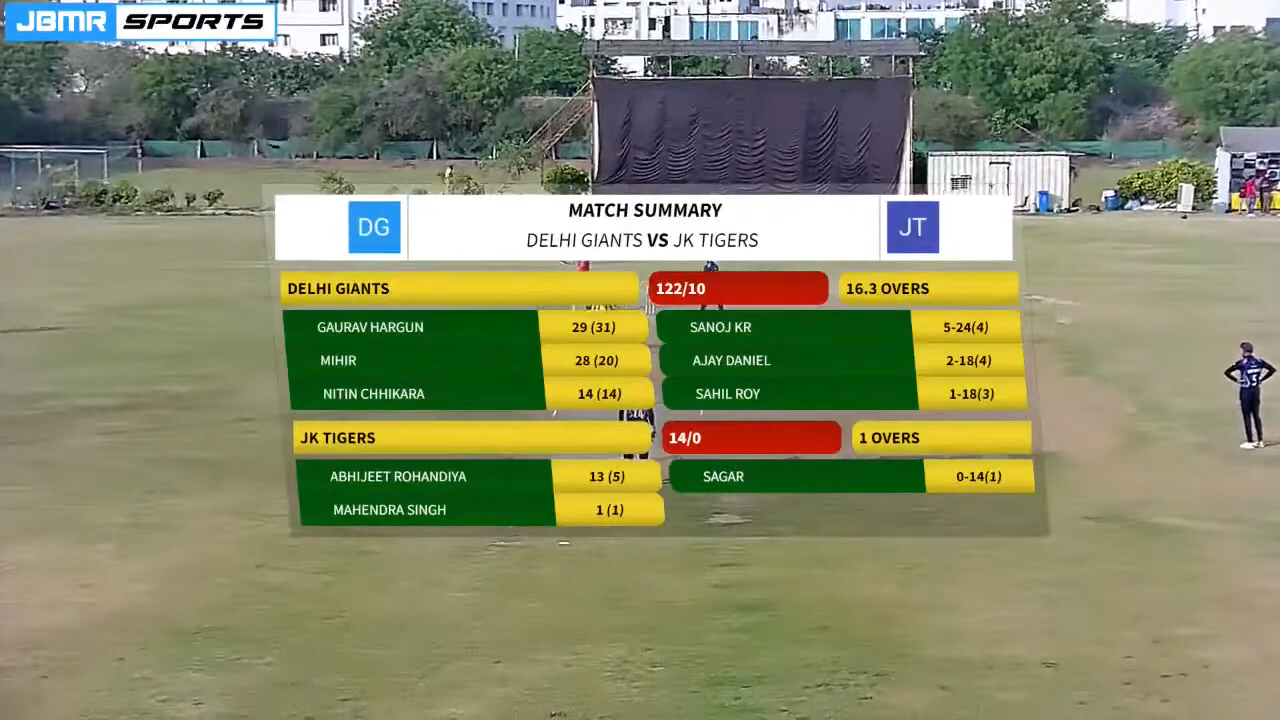 JBMR SPORTS
MATCH SUMMARY
DG
DELHI GIANTS VS JK TIGERS
JT
DELHI GIANTS 122/10 16.3 OVERS
GAURAV HARGUN 29 (31) SANOJ KR 5-24(4)
MIHIR 28 (20) AJAY DANIEL 2-18(4)
NITIN CHHIKARA 14 (14) SAHIL ROY 1-18(3)
JK TIGERS 14/0 1 OVERS
ABHIJEET ROHANDIYA 13 (5) SAGAR 0-14(1)
MAHENDRA SINGH 1 (1)